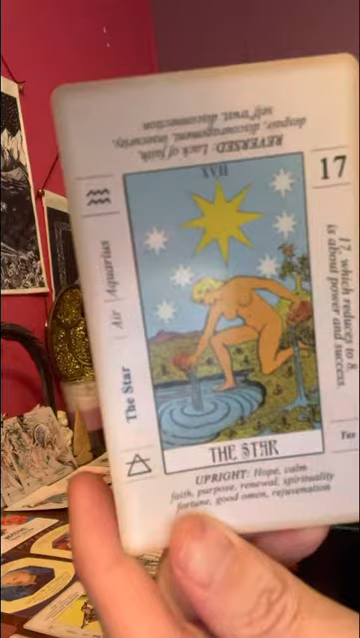 self trust, disconnection
despair, discouragement, insecurity,
REVERSED: Lack of faith,
17
XVII
17, which reduces to 8,
is about power and success.
Air | Aquarius
The Star
THE STAR
UPRIGHT: Hope, calm
faith, purpose, renewal, spirituality
fortune, good omen, rejuvenation